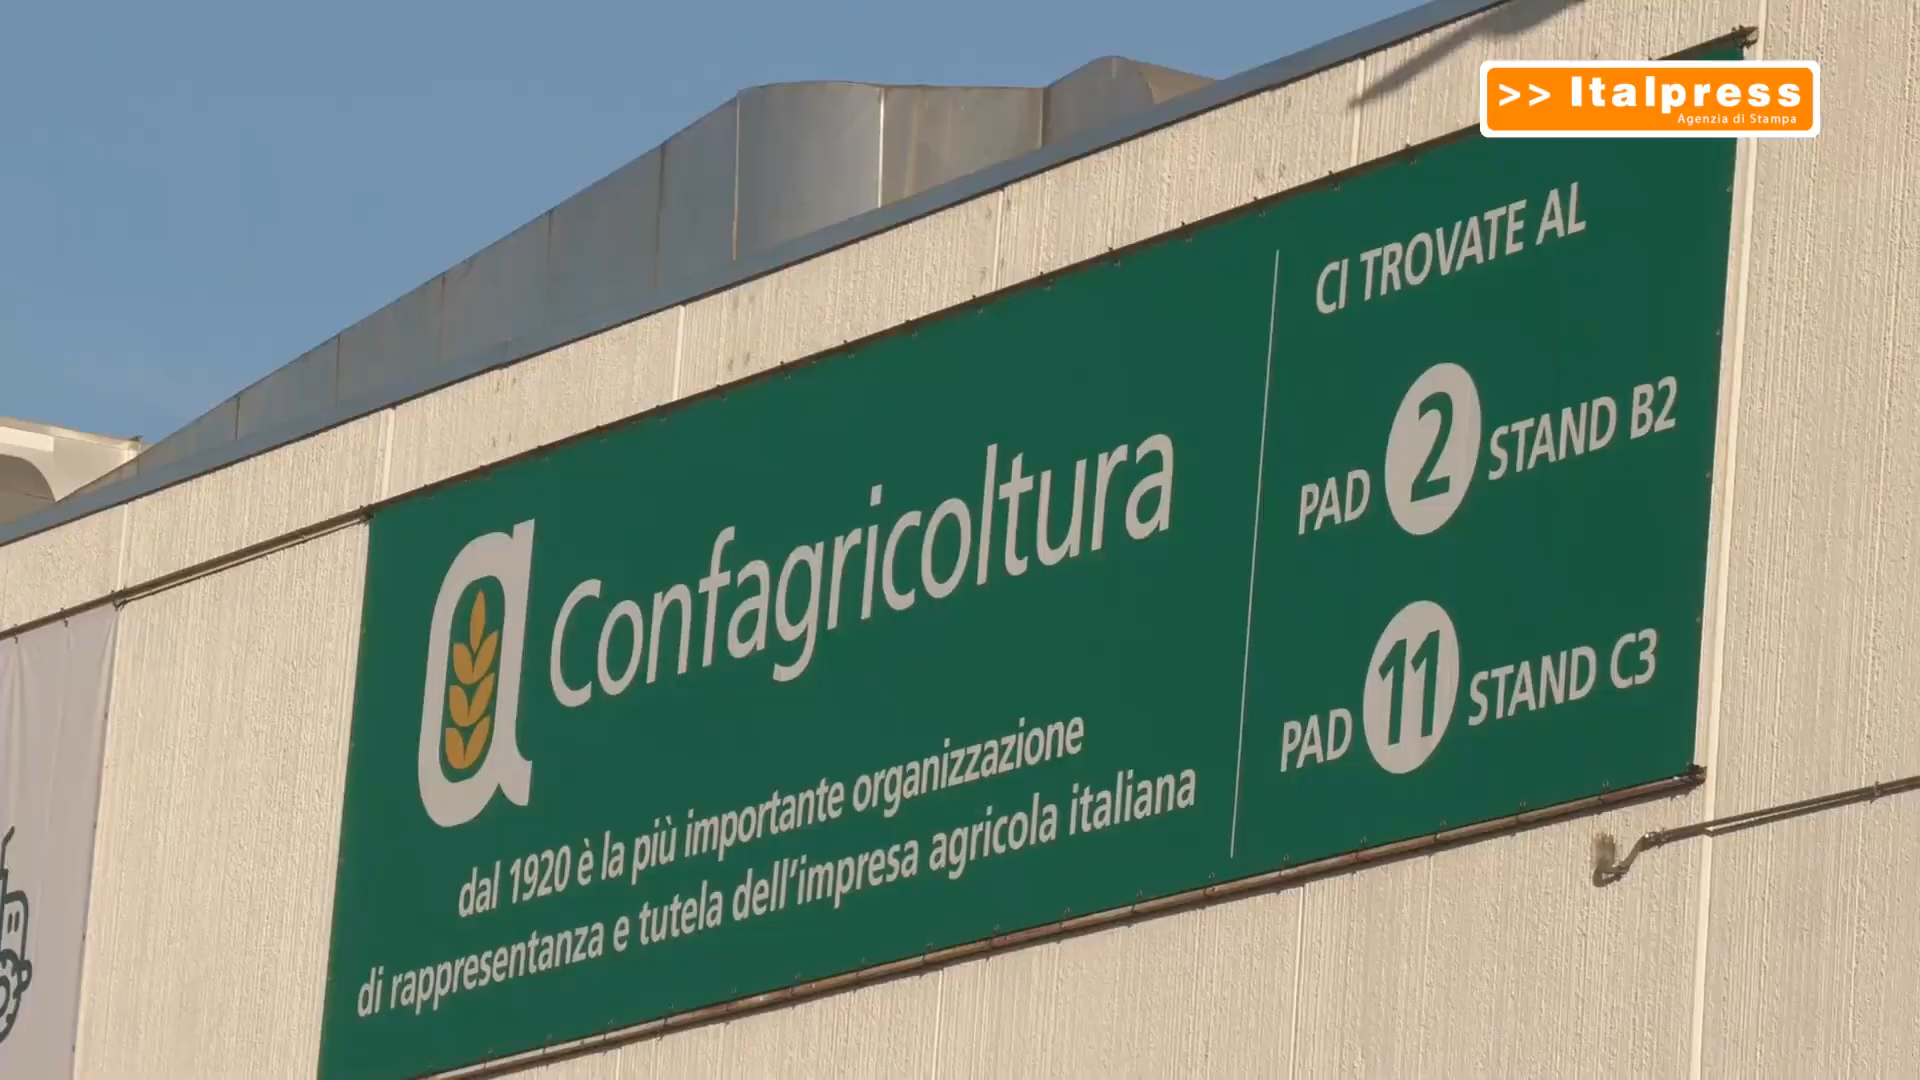 >> Italpress
Agenzia di Stampa
Confagricoltura
dal 1920 è la più importante organizzazione
di rappresentanza e tutela dell'impresa agricola italiana
CI TROVATE AL
PAD 2 STAND B2
PAD 11 STAND C3